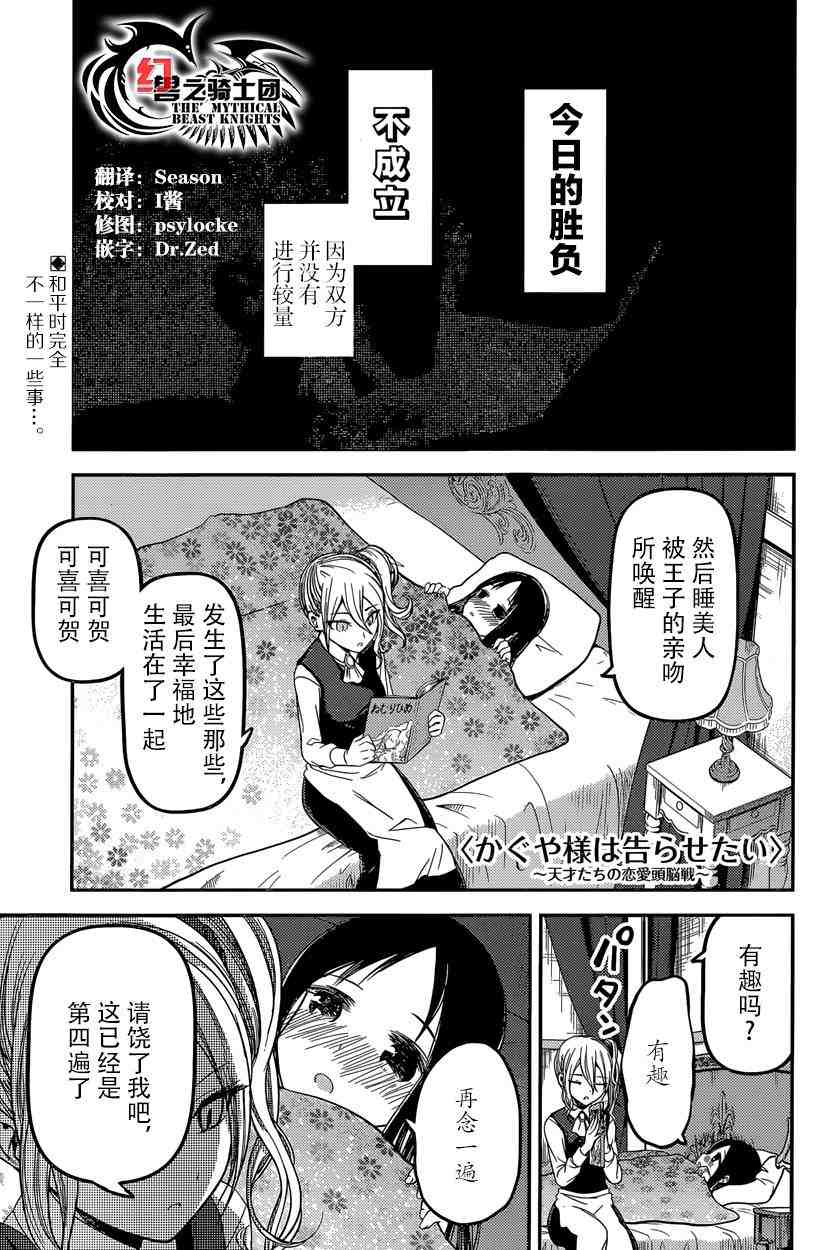 幻兽之骑士团
THE MYTHICAL
BEAST KNIGHTS
翻译：Season
校对：I酱
修图：psylocke
嵌字：Dr.Zed
今日的胜负
不成立
因为双方
并没有
进行较量
和平时完全
不一样的一些事…。
然后睡美人
被王子的亲吻
所唤醒
发生了这些那些，
最后幸福地
生活在了一起
可喜可贺
可喜可贺
ねむりひめ
〈かぐや様は告らせたい〉
～天才たちの恋愛頭脳戦～
有趣吗？
パタン
有趣
再念一遍
请饶了我吧，
这已经是
第四遍了